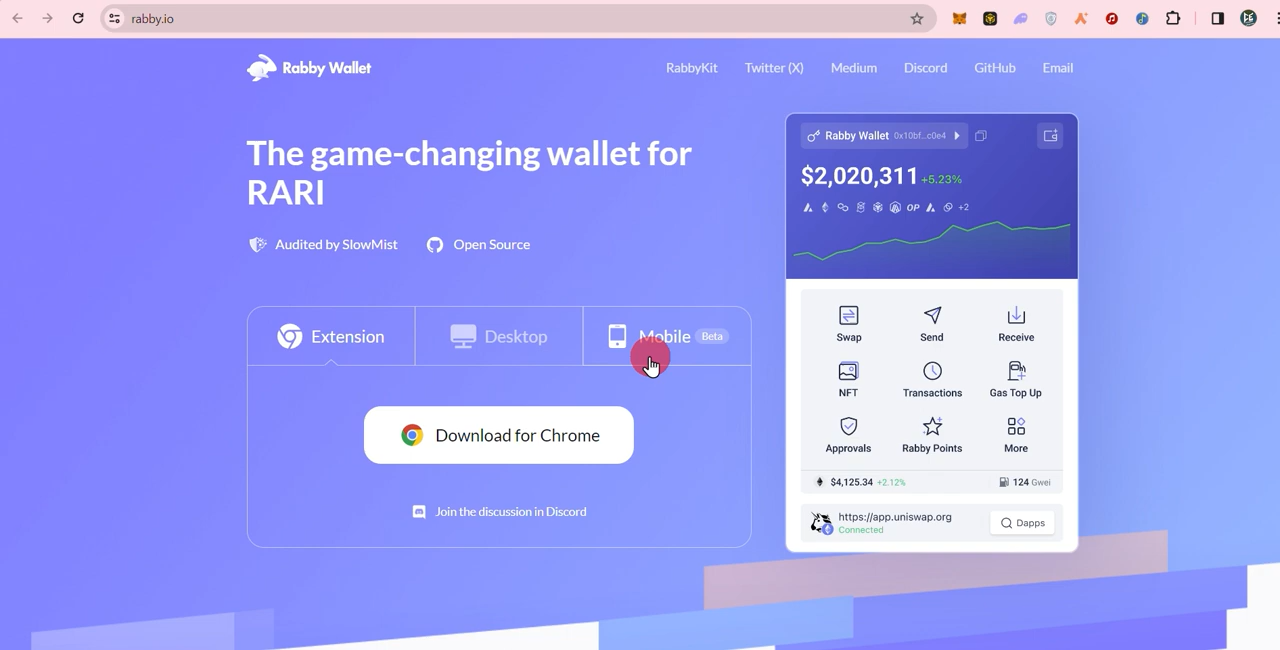 rabby.io
Rabby Wallet
RabbyKit
Twitter (X)
Medium
Discord
GitHub
Email
The game-changing wallet for
RARI
Audited by SlowMist
Open Source
Extension
Desktop
Mobile Beta
Download for Chrome
Join the discussion in Discord
Rabby Wallet 0x10bf...c0e4
$2,020,311 +5.23%
OP +2
Swap
Send
Receive
NFT
Transactions
Gas Top Up
Approvals
Rabby Points
More
$4,125.34 +2.12%
124 Gwei
https://app.uniswap.org
Connected
Dapps